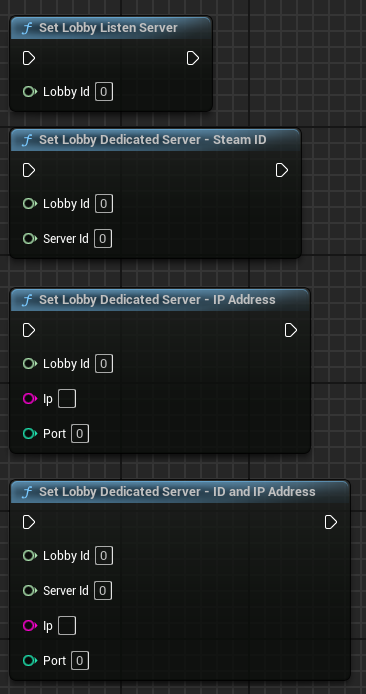 f Set Lobby Listen Server
Lobby Id 0
f Set Lobby Dedicated Server - Steam ID
Lobby Id 0
Server Id 0
f Set Lobby Dedicated Server - IP Address
Lobby Id 0
Ip
Port 0
f Set Lobby Dedicated Server - ID and IP Address
Lobby Id 0
Server Id 0
Ip
Port 0